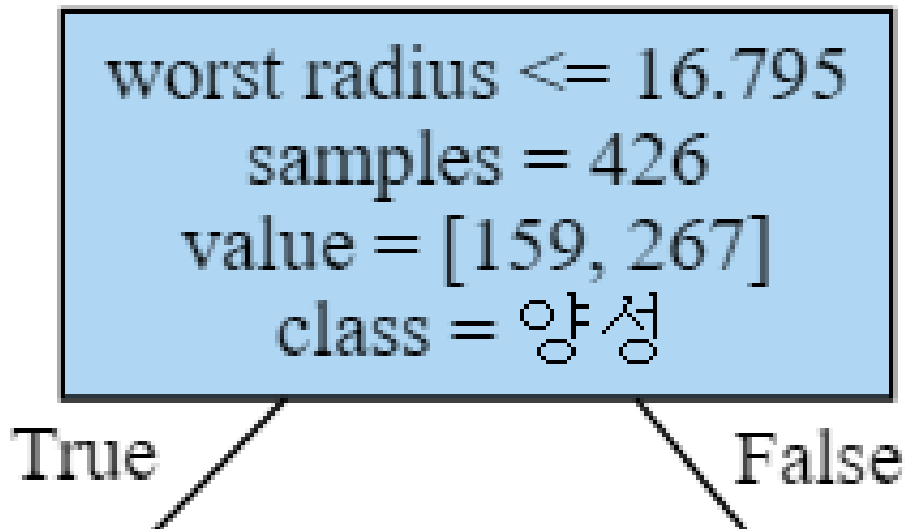 worst radius <= 16.795
samples = 426
value = [159, 267]
class = 양성
True
False